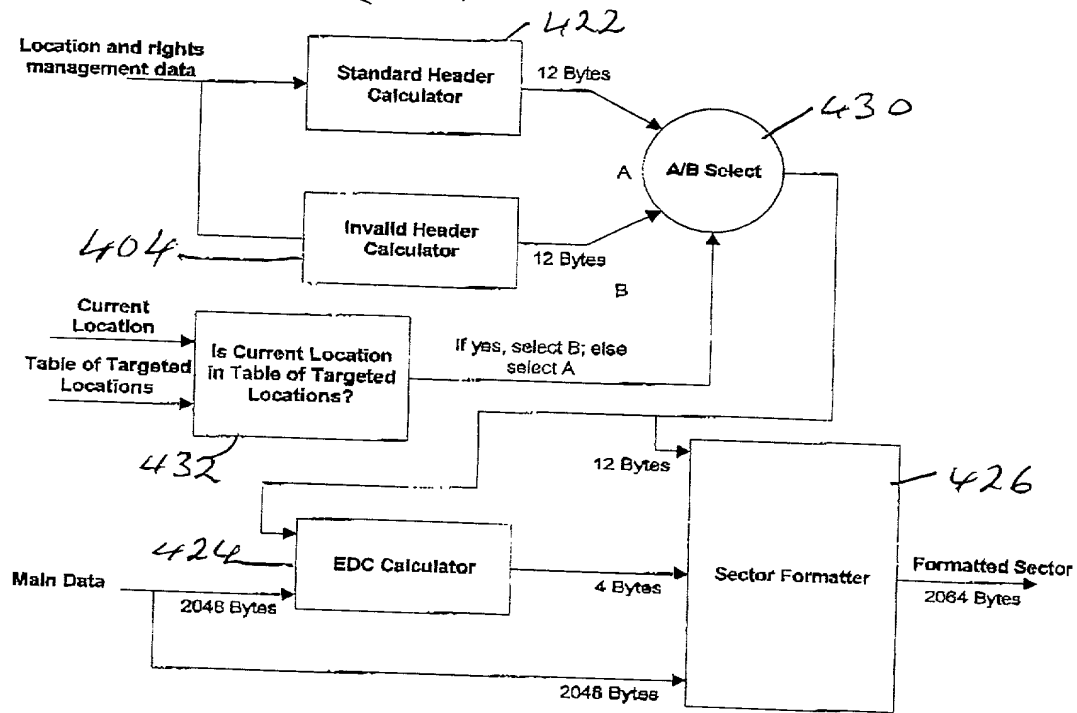 422
Location and rights
management data
Standard Header
Calculator
12 Bytes
430
A
A/B Select
Invalid Header
Calculator
404
12 Bytes
B
Current
Location
Is Current Location
in Table of Targeted
Locations?
If yes, select B; else
select A
Table of Targeted
Locations
432
12 Bytes
426
424
EDC Calculator
Sector Formatter
Formatted Sector
Main Data
2048 Bytes
4 Bytes
2064 Bytes
2048 Bytes